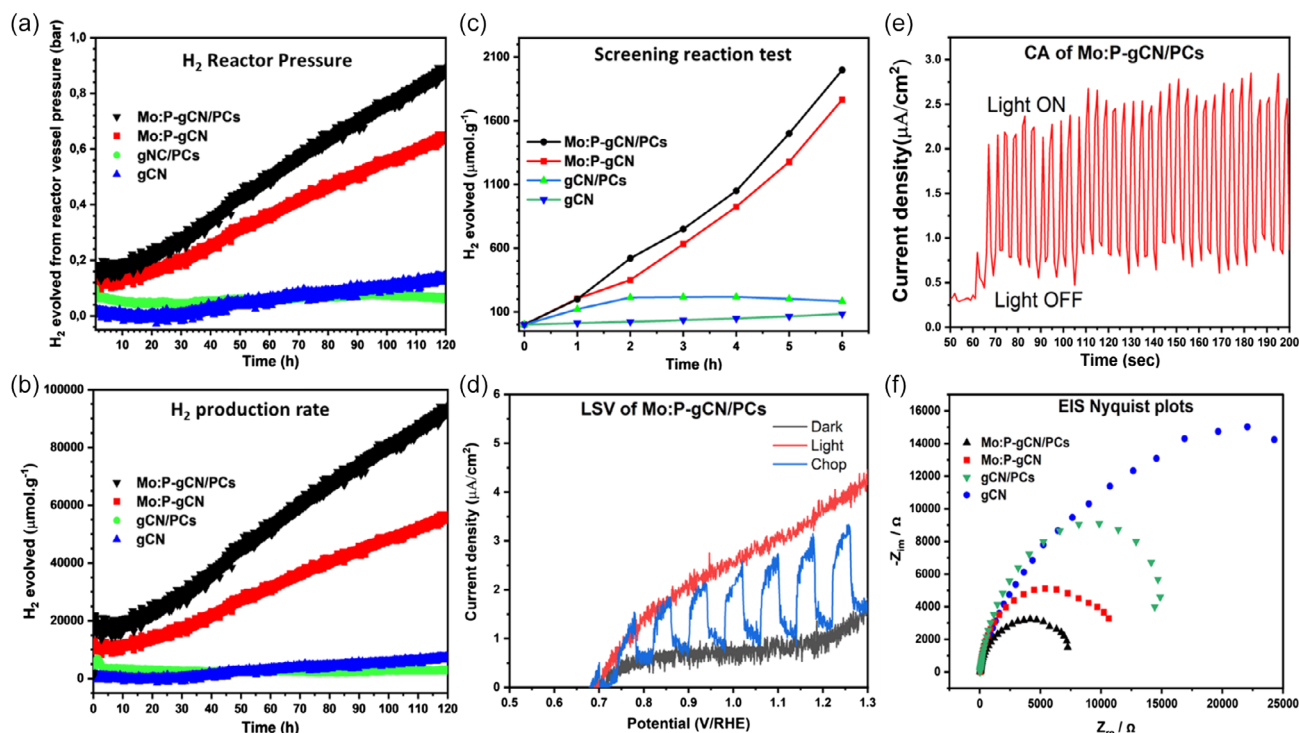 (a)
H2 Reactor Pressure
H2 evolved from reactor vessel pressure (bar)
1,0
0,8
0,6
0,4
0,2
0,0
Mo:P-gCN/PCs
Mo:P-gCN
gNC/PCs
gCN
10 20 30 40 50 60 70 80 90 100 110 120
Time (h)
(c)
Screening reaction test
H2 evolved (μmol.g-1)
2100
1600
1100
600
100
Mo:P-gCN/PCs
Mo:P-gCN
gCN/PCs
gCN
0 1 2 3 4 5 6
Time (h)
(e)
CA of Mo:P-gCN/PCs
Current density(μA/cm2)
3.0
2.5
2.0
1.5
1.0
0.5
0.0
Light ON
Light OFF
50 60 70 80 90 100 110 120 130 140 150 160 170 180 190 200
Time (sec)
(b)
H2 production rate
H2 evolved (μmol.g-1)
100000
80000
60000
40000
20000
0
Mo:P-gCN/PCs
Mo:P-gCN
gCN/PCs
gCN
0 10 20 30 40 50 60 70 80 90 100 110 120
Time (h)
(d)
LSV of Mo:P-gCN/PCs
Current density (μA/cm2)
6
5
4
3
2
1
0
Dark
Light
Chop
0.5 0.6 0.7 0.8 0.9 1.0 1.1 1.2 1.3
Potential (V/RHE)
(f)
EIS Nyquist plots
-Zim / Ω
16000
14000
12000
10000
8000
6000
4000
2000
0
Mo:P-gCN/PCs
Mo:P-gCN
gCN/PCs
gCN
0 5000 10000 15000 20000 25000
Zre / Ω